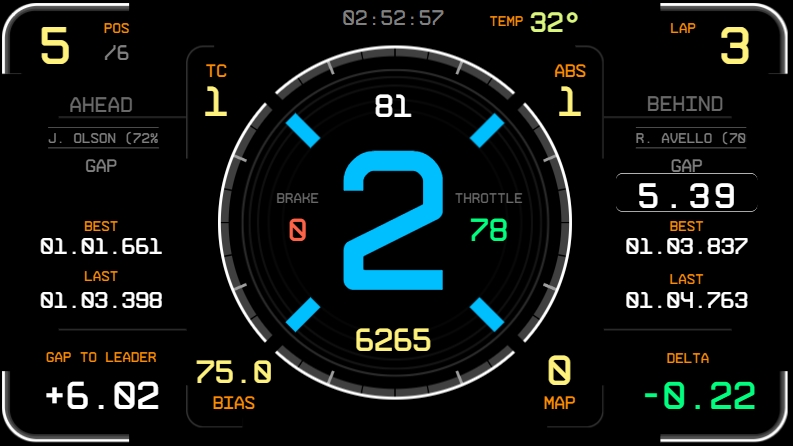 02:52:57
TEMP 32°
5 POS
/6
LAP 3
TC
1
ABS
1
81
AHEAD
J. OLSON (72%
GAP
BEHIND
R. AVELLO (70
GAP
5.39
BRAKE
0
2
THROTTLE
78
BEST
01.01.661
LAST
01.03.398
BEST
01.03.837
LAST
01.04.763
6265
GAP TO LEADER
+6.02
75.0
BIAS
0
MAP
DELTA
-0.22